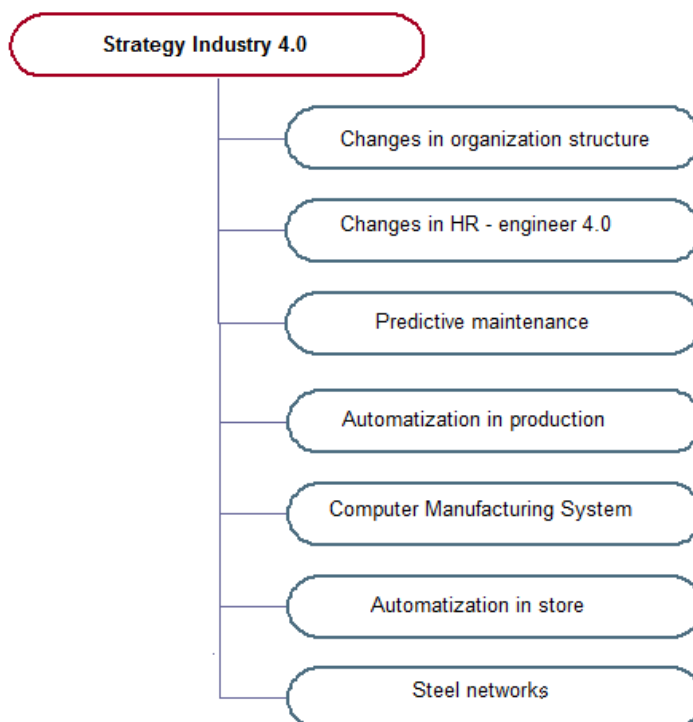 Strategy Industry 4.0
Changes in organization structure
Changes in HR - engineer 4.0
Predictive maintenance
Automatization in production
Computer Manufacturing System
Automatization in store
Steel networks